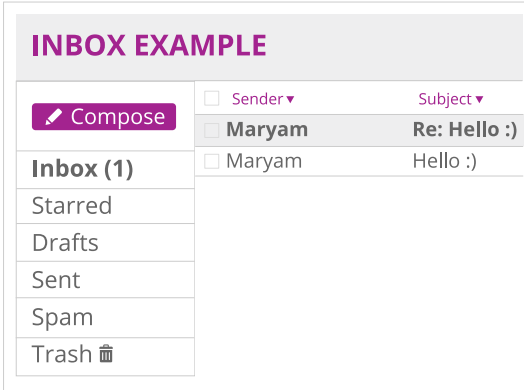 INBOX EXAMPLE
Compose
Inbox (1)
Starred
Drafts
Sent
Spam
Trash
Sender Subject
Maryam Re: Hello :)
Maryam Hello :)